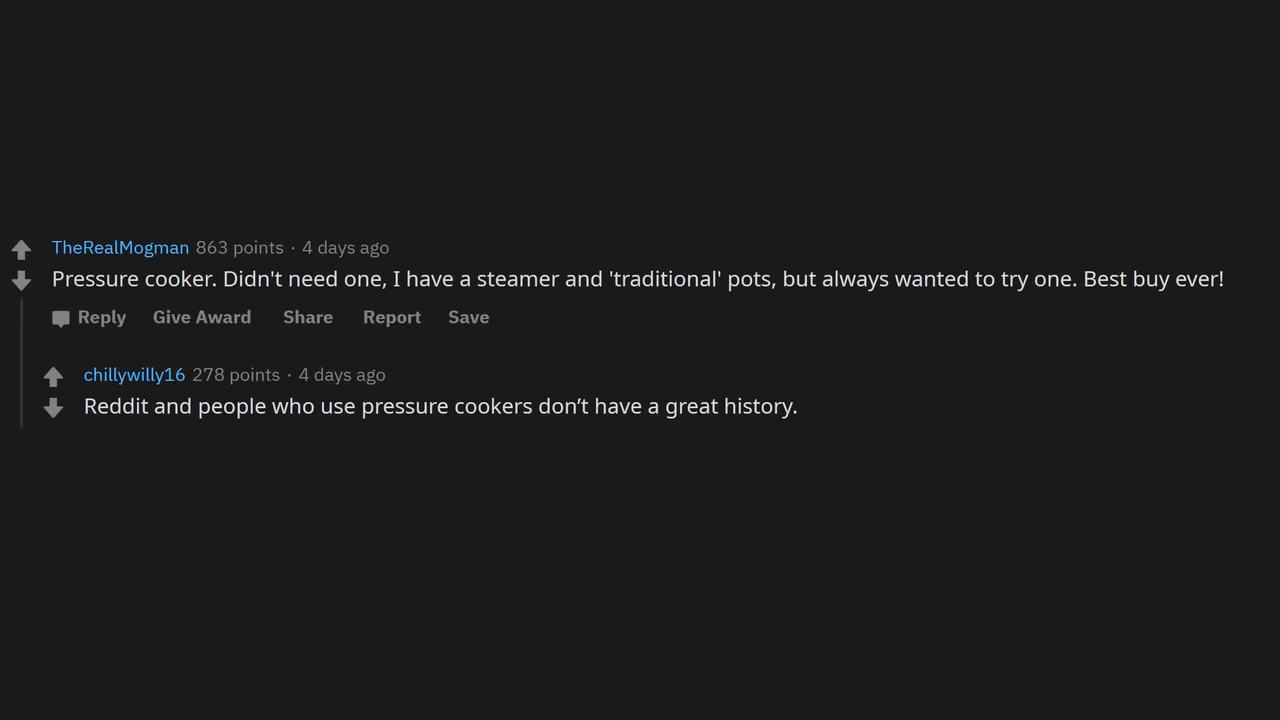 TheRealMogman 863 points · 4 days ago
Pressure cooker. Didn't need one, I have a steamer and 'traditional' pots, but always wanted to try one. Best buy ever!
Reply Give Award Share Report Save
chillywilly16 278 points · 4 days ago
Reddit and people who use pressure cookers don’t have a great history.